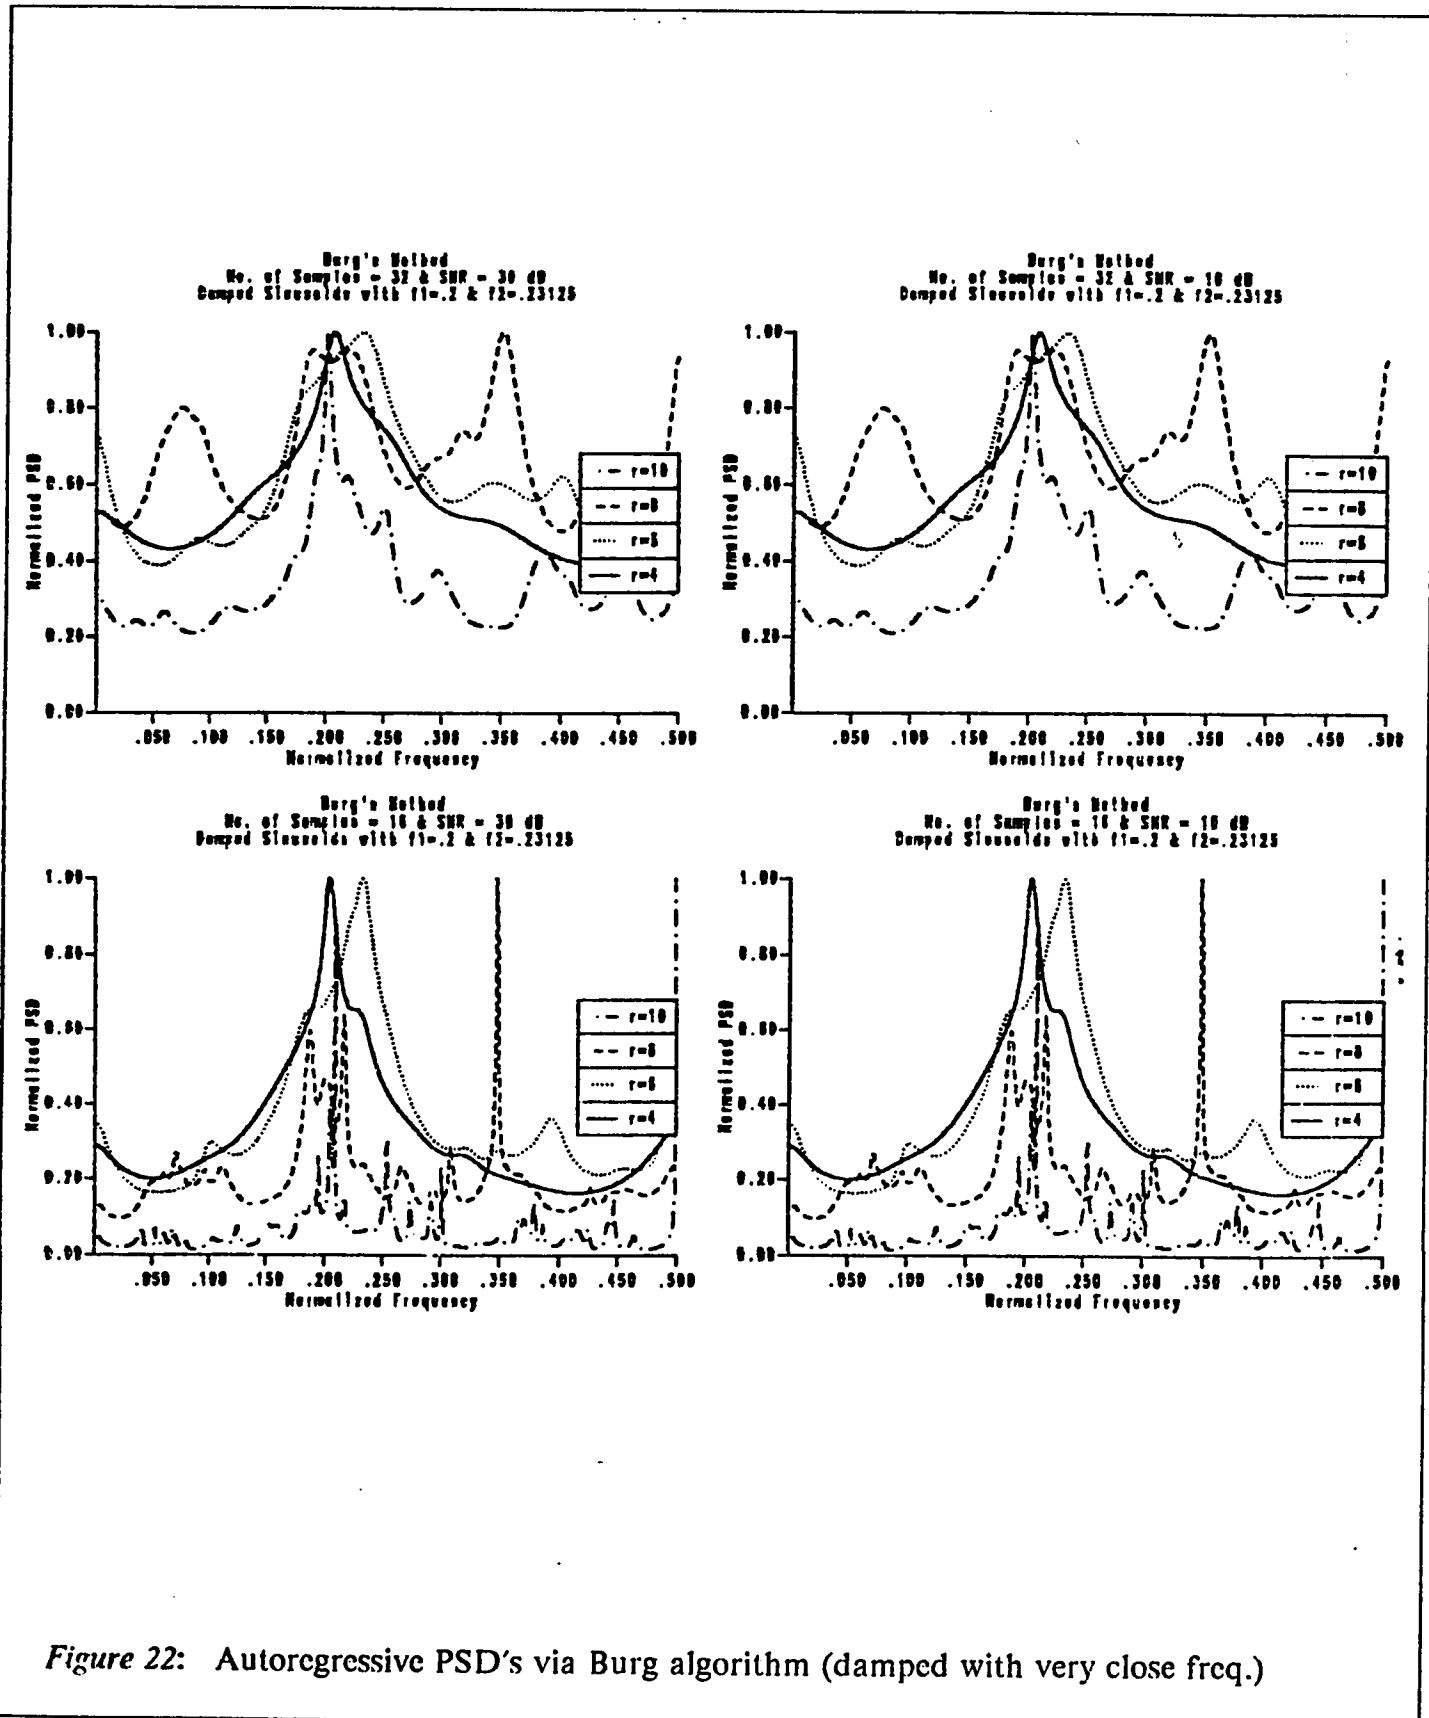 Burg's Method
No. of Samples = 32 & SNR = 30 dB
Damped Sinusoids with f1=.2 & f2=.23125
1.00
0.80
0.60
0.40
0.20
0.00
Normalized PSD
r=10
r=8
r=6
r=4
.050 .100 .150 .200 .250 .300 .350 .400 .450 .500
Normalized Frequency
Burg's Method
No. of Samples = 32 & SNR = 10 dB
Damped Sinusoids with f1=.2 & f2=.23125
1.00
0.80
0.60
0.40
0.20
0.00
Normalized PSD
r=10
r=8
r=6
r=4
.050 .100 .150 .200 .250 .300 .350 .400 .450 .500
Normalized Frequency
Burg's Method
No. of Samples = 16 & SNR = 30 dB
Damped Sinusoids with f1=.2 & f2=.23125
1.00
0.80
0.60
0.40
0.20
0.00
Normalized PSD
r=10
r=8
r=6
r=4
.050 .100 .150 .200 .250 .300 .350 .400 .450 .500
Normalized Frequency
Burg's Method
No. of Samples = 16 & SNR = 10 dB
Damped Sinusoids with f1=.2 & f2=.23125
1.00
0.80
0.60
0.40
0.20
0.00
Normalized PSD
r=10
r=8
r=6
r=4
.050 .100 .150 .200 .250 .300 .350 .400 .450 .500
Normalized Frequency
Figure 22: Autoregressive PSD's via Burg algorithm (damped with very close freq.)